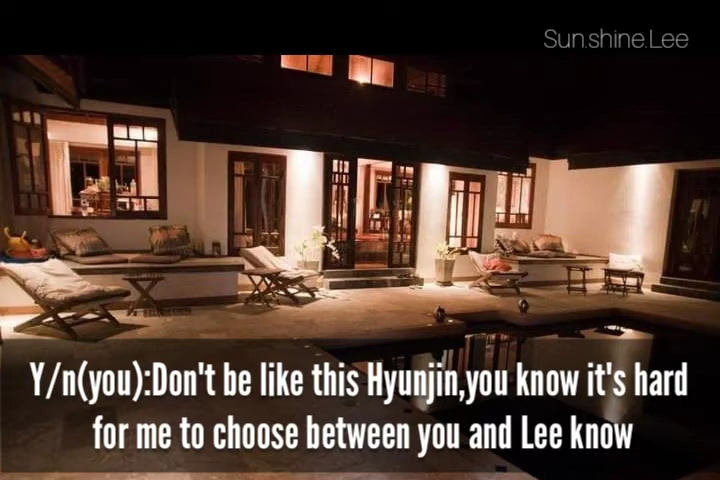 Sun.shine.Lee
Y/n(you):Don't be like this Hyunjin,you know it's hard
for me to choose between you and Lee know